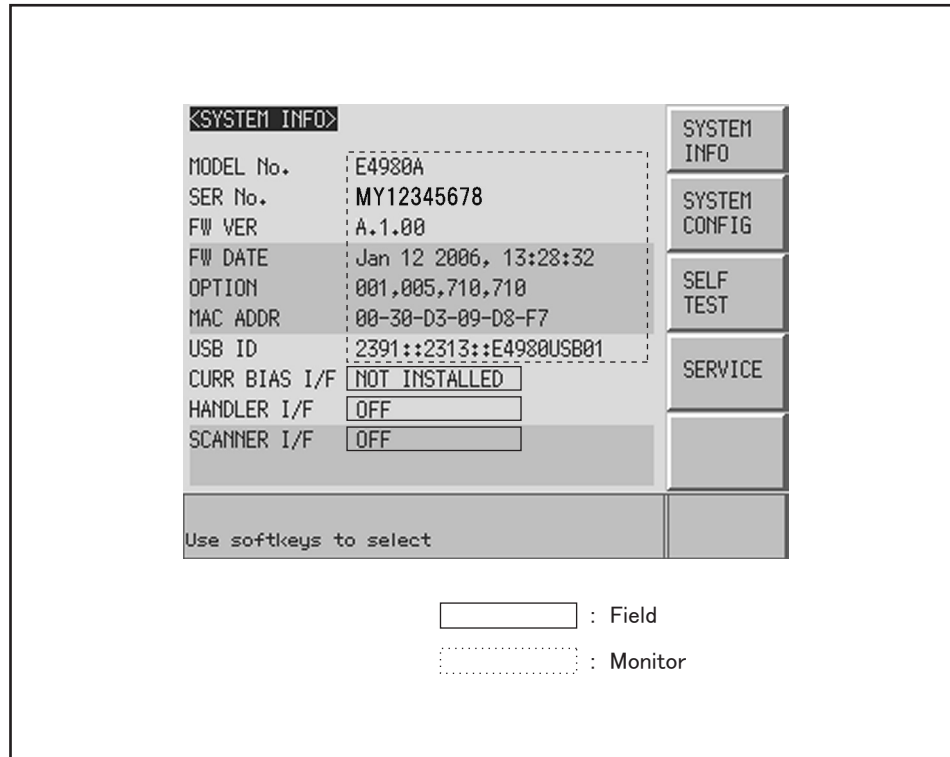 <SYSTEM INFO>
MODEL No. E4980A
SER No. MY12345678
FW VER A.1.00
FW DATE Jan 12 2006, 13:28:32
OPTION 001,005,710,710
MAC ADDR 00-30-D3-09-D8-F7
USB ID 2391::2313::E4980USB01
CURR BIAS I/F NOT INSTALLED
HANDLER I/F OFF
SCANNER I/F OFF
Use softkeys to select
SYSTEM
INFO
SYSTEM
CONFIG
SELF
TEST
SERVICE
: Field
: Monitor